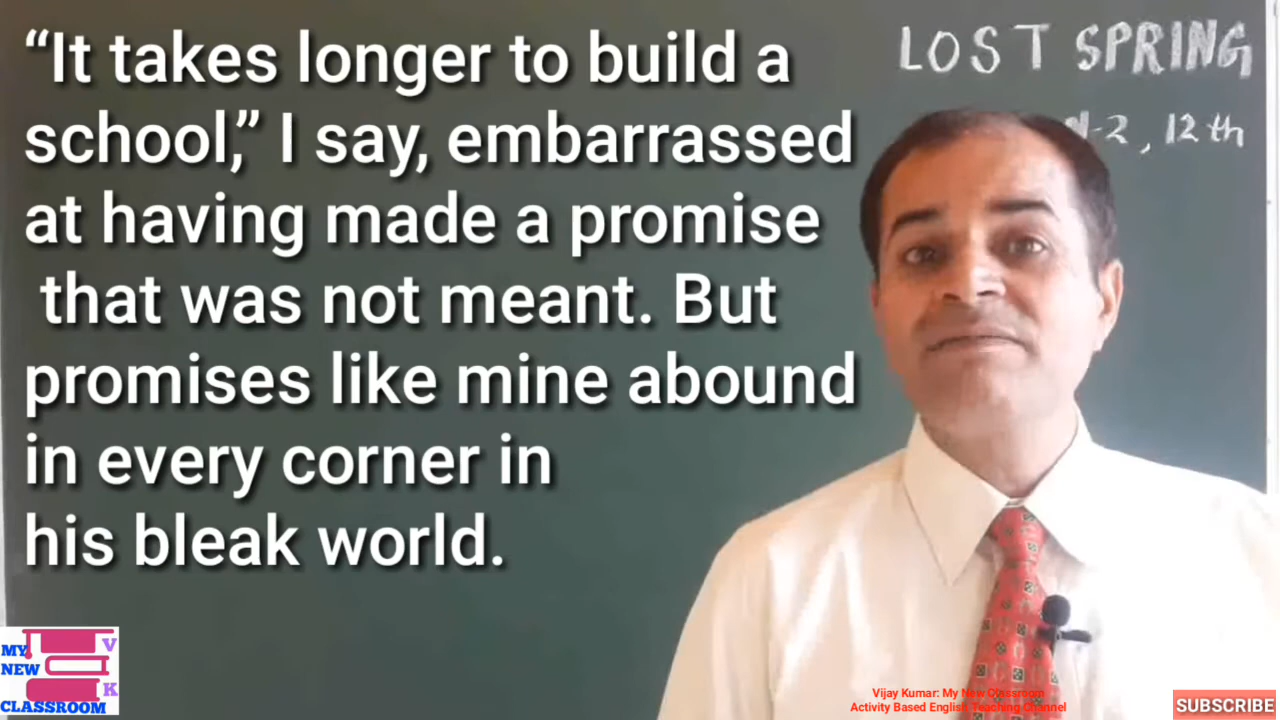 “It takes longer to build a
school,” I say, embarrassed
at having made a promise
that was not meant. But
promises like mine abound
in every corner in
his bleak world.
LOST SPRING
-2, 12th
MY
NEW
CLASSROOM
V
K
Vijay Kumar: My New Classroom
Activity Based English Teaching Channel
SUBSCRIBE